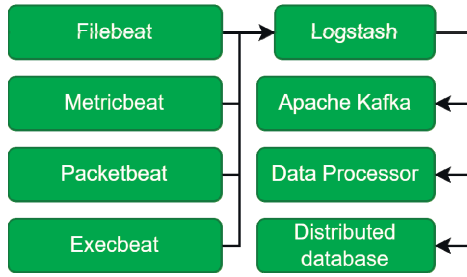 Filebeat
Logstash
Metricbeat
Apache Kafka
Packetbeat
Data Processor
Execbeat
Distributed
database